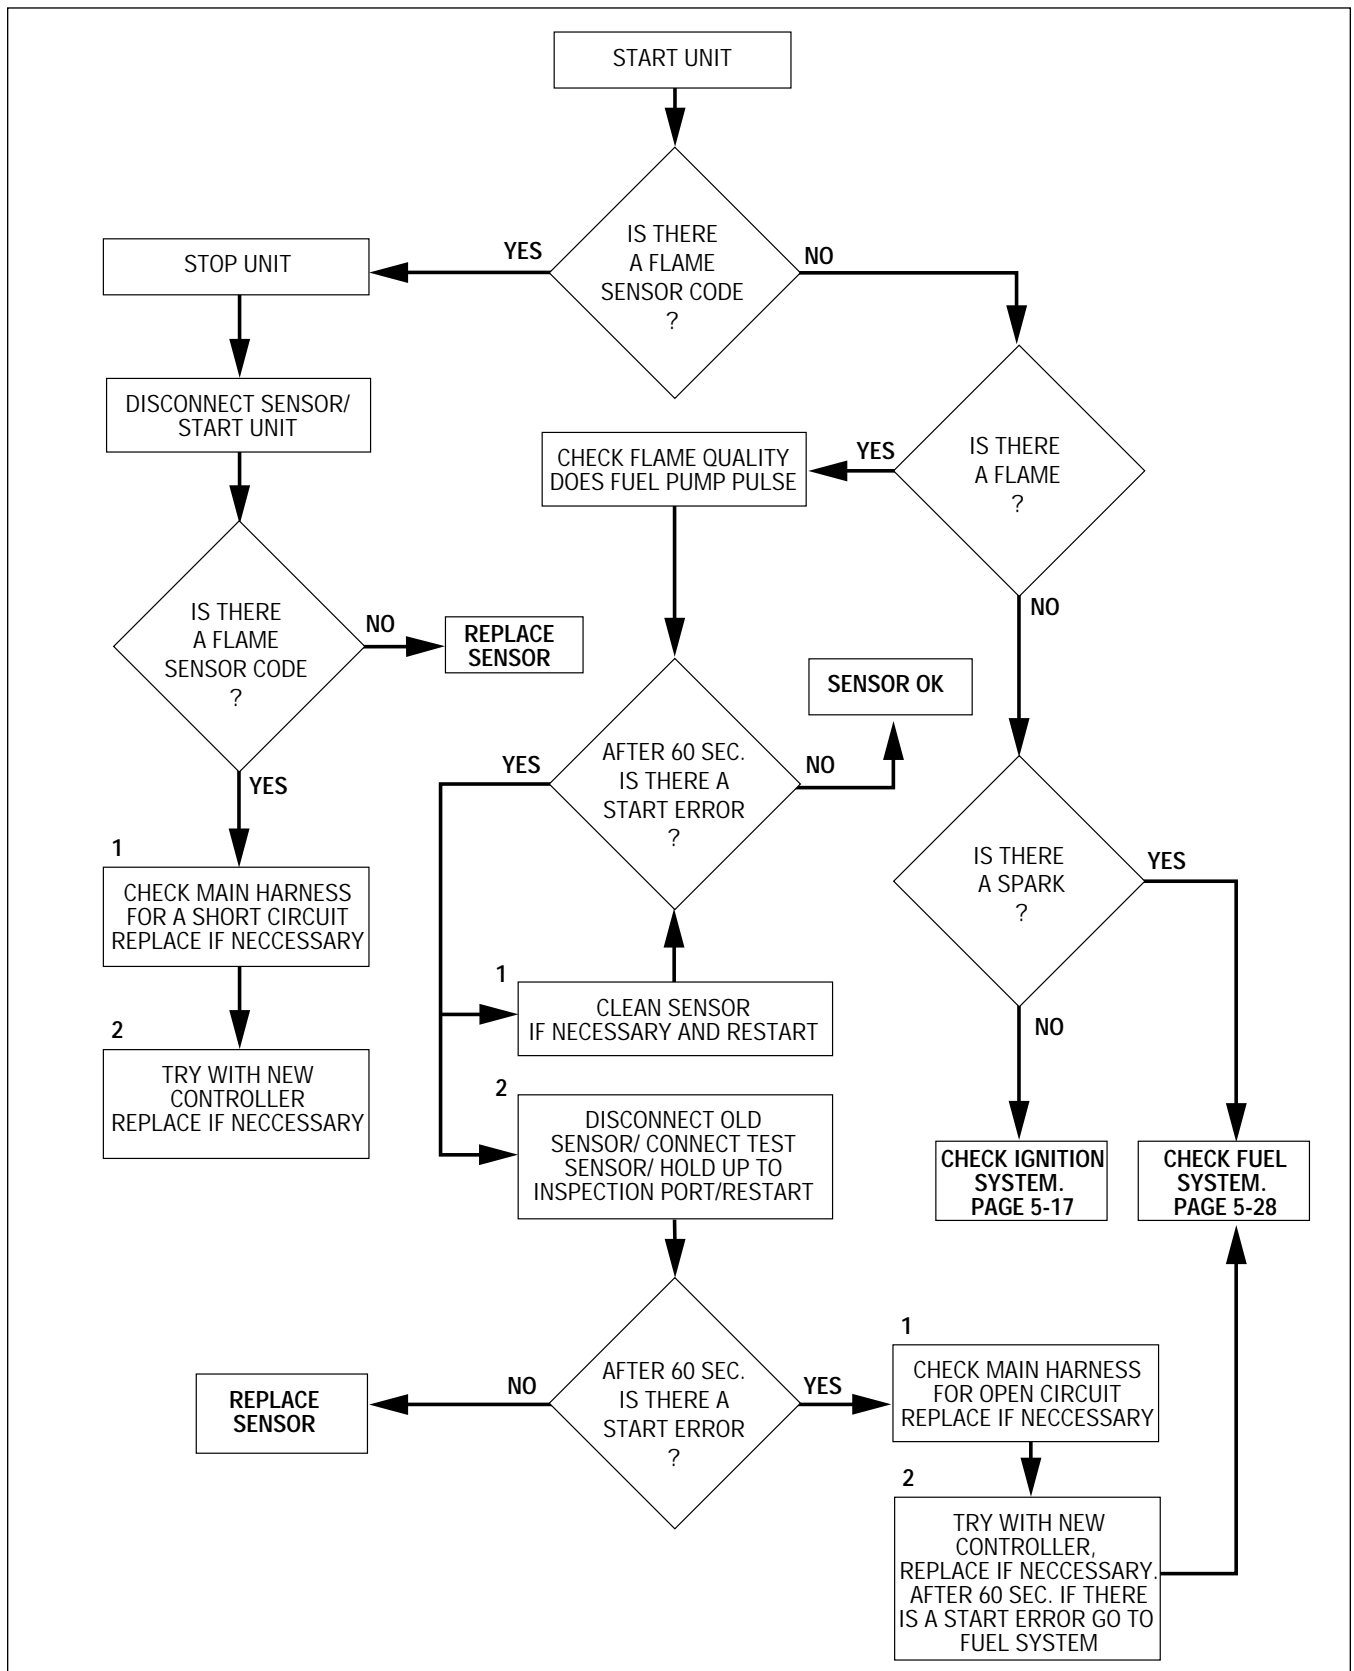 START UNIT
IS THERE
A FLAME
SENSOR CODE
?
YES
NO
STOP UNIT
DISCONNECT SENSOR/
START UNIT
IS THERE
A FLAME
SENSOR CODE
?
NO
REPLACE
SENSOR
YES
1
CHECK MAIN HARNESS
FOR A SHORT CIRCUIT
REPLACE IF NECCESSARY
2
TRY WITH NEW
CONTROLLER
REPLACE IF NECCESSARY
IS THERE
A FLAME
?
YES
NO
CHECK FLAME QUALITY
DOES FUEL PUMP PULSE
AFTER 60 SEC.
IS THERE A
START ERROR
?
YES
NO
SENSOR OK
1
CLEAN SENSOR
IF NECESSARY AND RESTART
2
DISCONNECT OLD
SENSOR/ CONNECT TEST
SENSOR/ HOLD UP TO
INSPECTION PORT/RESTART
IS THERE
A SPARK
?
YES
NO
CHECK IGNITION
SYSTEM.
PAGE 5-17
CHECK FUEL
SYSTEM.
PAGE 5-28
AFTER 60 SEC.
IS THERE A
START ERROR
?
NO
YES
REPLACE
SENSOR
1
CHECK MAIN HARNESS
FOR OPEN CIRCUIT
REPLACE IF NECCESSARY
2
TRY WITH NEW
CONTROLLER,
REPLACE IF NECCESSARY.
AFTER 60 SEC. IF THERE
IS A START ERROR GO TO
FUEL SYSTEM